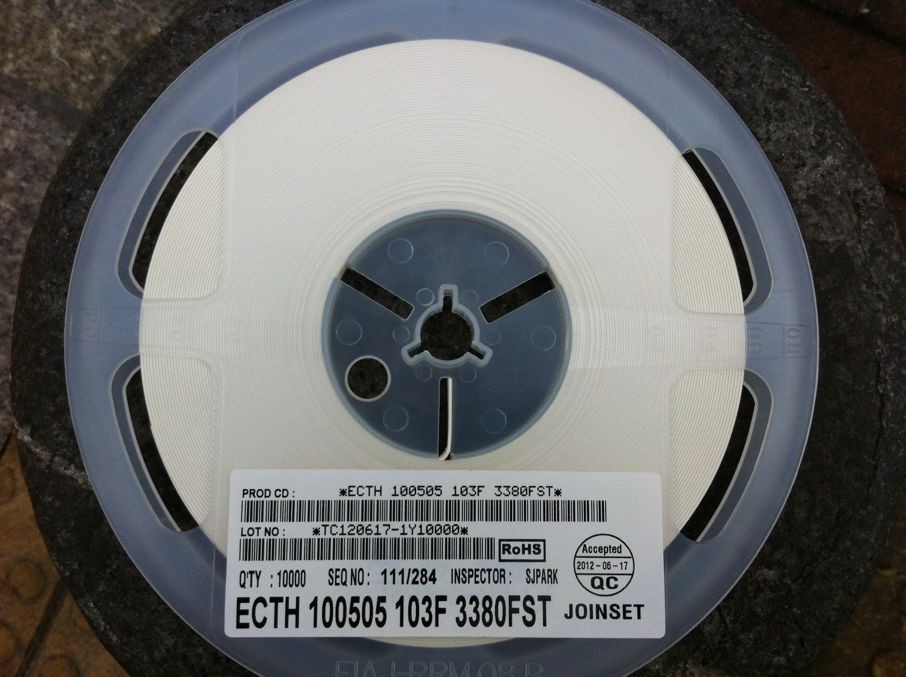 PROD CD : *ECTH 100505 103F 3380FST*
LOT NO : *TC120617-1Y10000*
RoHS
Accepted
2012-06-17
QC
Q'TY : 10000 SEQ NO : 111/284 INSPECTOR : SJPARK
ECTH 100505 103F 3380FST JOINSET